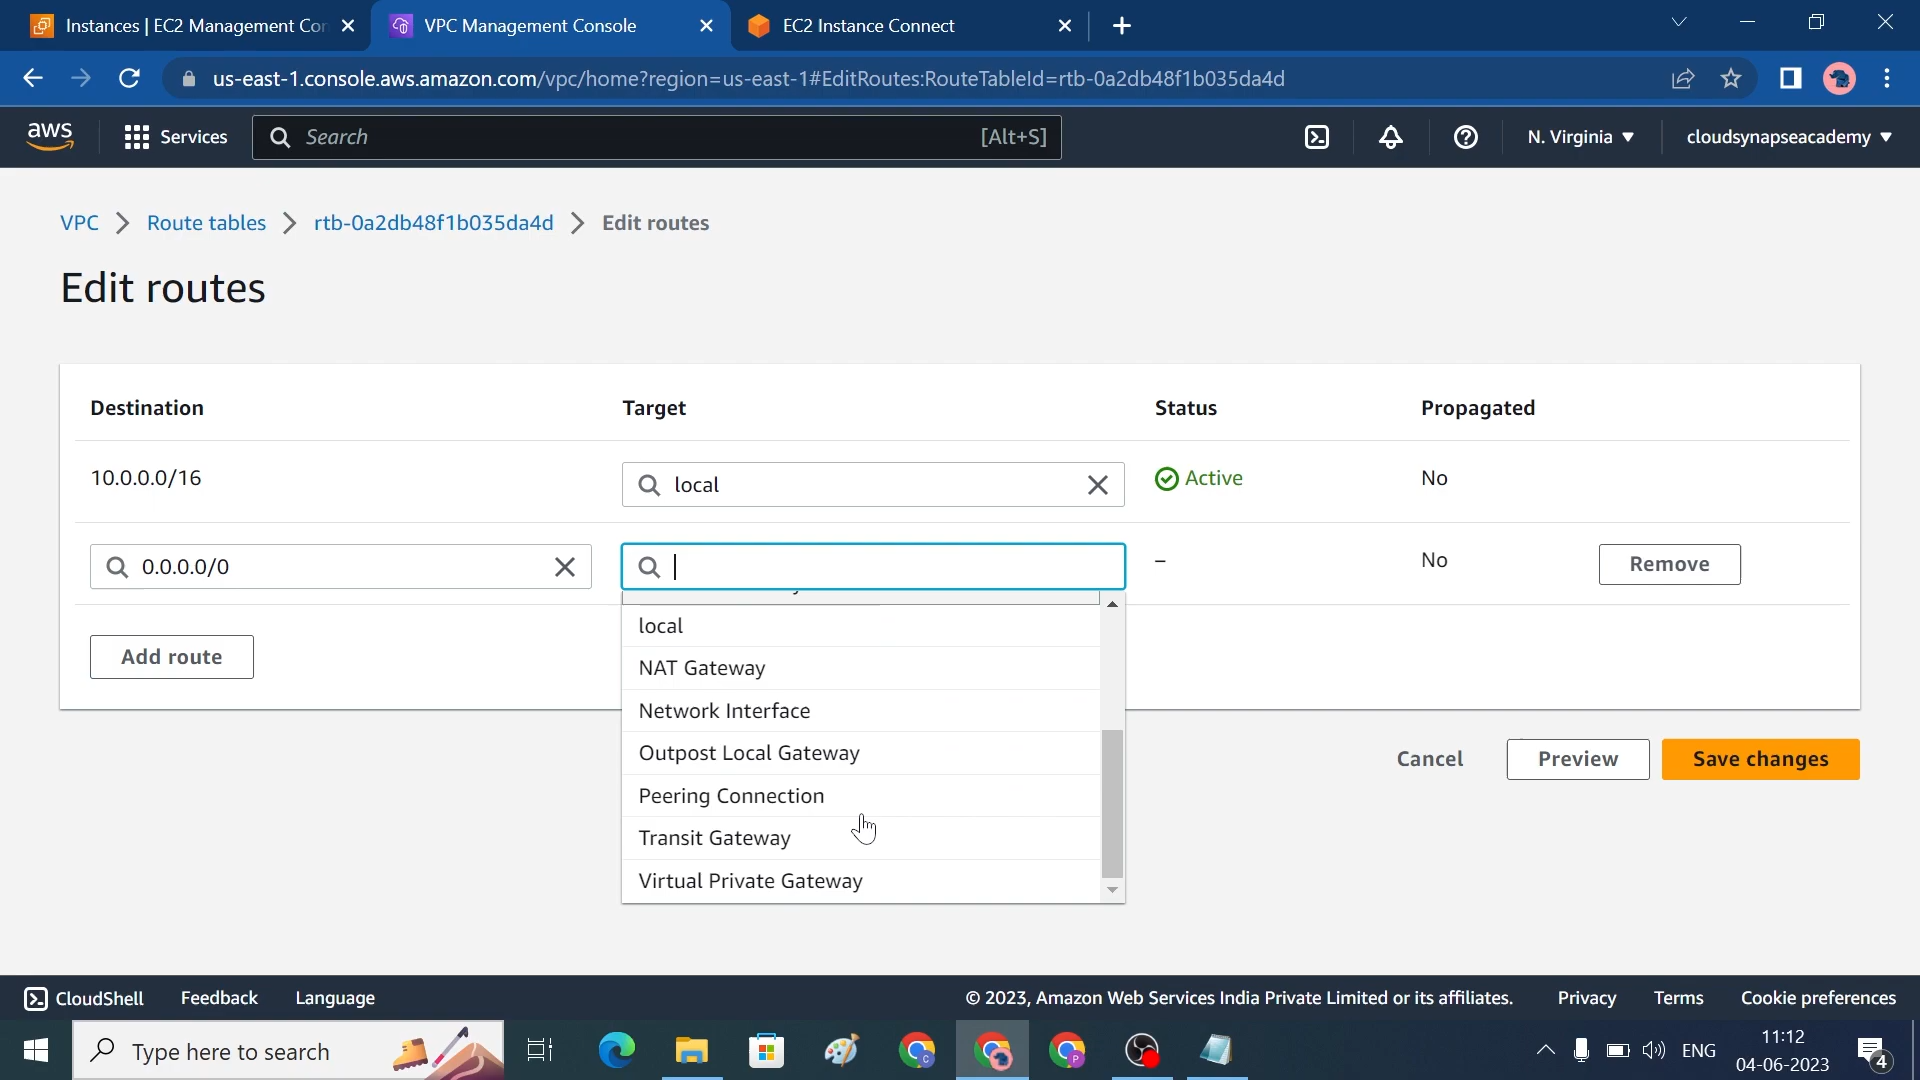 Instances | EC2 Management Con
VPC Management Console
EC2 Instance Connect
us-east-1.console.aws.amazon.com/vpc/home?region=us-east-1#EditRoutes:RouteTableId=rtb-0a2db48f1b035da4d
aws
Services
Search
[Alt+S]
N. Virginia
cloudsynapseacademy
VPC
Route tables
rtb-0a2db48f1b035da4d
Edit routes
Edit routes
Destination
Target
Status
Propagated
10.0.0.0/16
local
Active
No
0.0.0.0/0
–
No
Remove
local
NAT Gateway
Network Interface
Outpost Local Gateway
Peering Connection
Transit Gateway
Virtual Private Gateway
Add route
Cancel
Preview
Save changes
CloudShell
Feedback
Language
© 2023, Amazon Web Services India Private Limited or its affiliates.
Privacy
Terms
Cookie preferences
Type here to search
C
P
ENG
11:12
04-06-2023
4